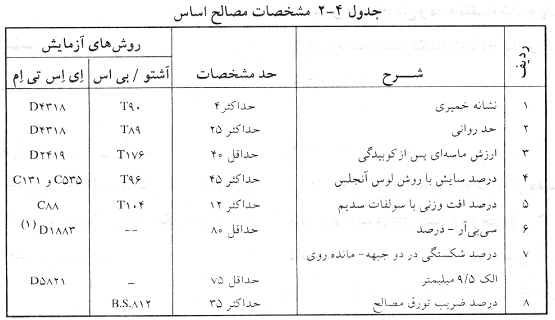 جدول ۴-۲ مشخصات مصالح اساس
ردیف شـــرح حد مشخصات روش‌های آزمایش
آشتو / بی اس ای اس تی ام
۱ نشانه خمیری حداکثر ۴ T۹۰ D۴۳۱۸
۲ حد روانی حداکثر ۲۵ T۸۹ D۴۳۱۸
۳ ارزش ماسه‌ای پس از کوبیدگی حداقل ۴۰ T۱۷۶ D۲۴۱۹
۴ درصد سایش با روش لوس آنجلس حداکثر ۴۵ T۹۶ C۵۳۵ و C۱۳۱
۵ درصد افت وزنی با سولفات سدیم حداکثر ۱۲ T۱۰۴ C۸۸
۶ سی‌بی‌آر - درصد حداقل ۸۰ -- D۱۸۸۳ (۱)
۷ درصد شکستگی در دو جبهه- مانده روی
الک ۹/۵ میلیمتر حداقل ۷۵ - D۵۸۲۱
۸ درصد ضریب تورق مصالح حداکثر ۳۵ B.S.۸۱۲